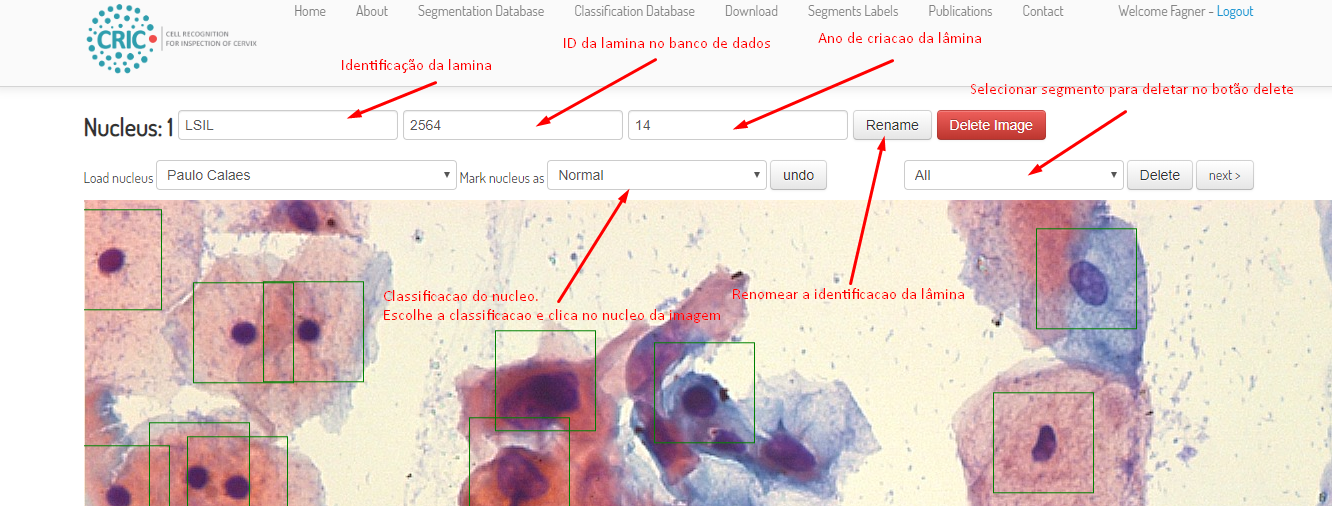 Home About Segmentation Database Classification Database Download Segments Labels Publications Contact Welcome Fagner - Logout
CRIC
CELL RECOGNITION
FOR INSPECTION OF CERVIX
ID da lamina no banco de dados
Ano de criacao da lâmina
Identificação da lamina
Selecionar segmento para deletar no botão delete
Nucleus: 1 LSIL 2564 14 Rename Delete Image
Load nucleus Paulo Calaes Mark nucleus as Normal undo All Delete next >
Classificacao do nucleo.
Escolhe a classificacao e clica no nucleo da imagem
Renomear a identificacao da lâmina